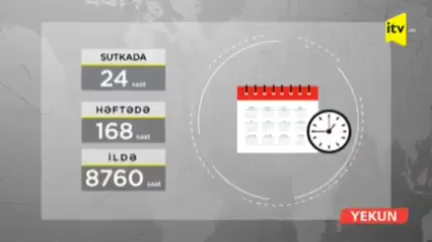 itv
SUTKADA
24 saat
HƏFTƏDƏ
168 saat
İLDƏ
8760 saat
YEKUN